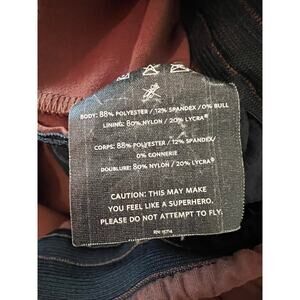 BODY: 88% POLYESTER / 12% SPANDEX / 0% BULL
LINING: 80% NYLON / 20% LYCRA®
CORPS: 88% POLYESTER / 12% SPANDEX/
0% CONNERIE
DOUBLURE: 80% NYLON / 20% LYCRA®
CAUTION: THIS MAY MAKE
YOU FEEL LIKE A SUPERHERO.
PLEASE DO NOT ATTEMPT TO FLY.